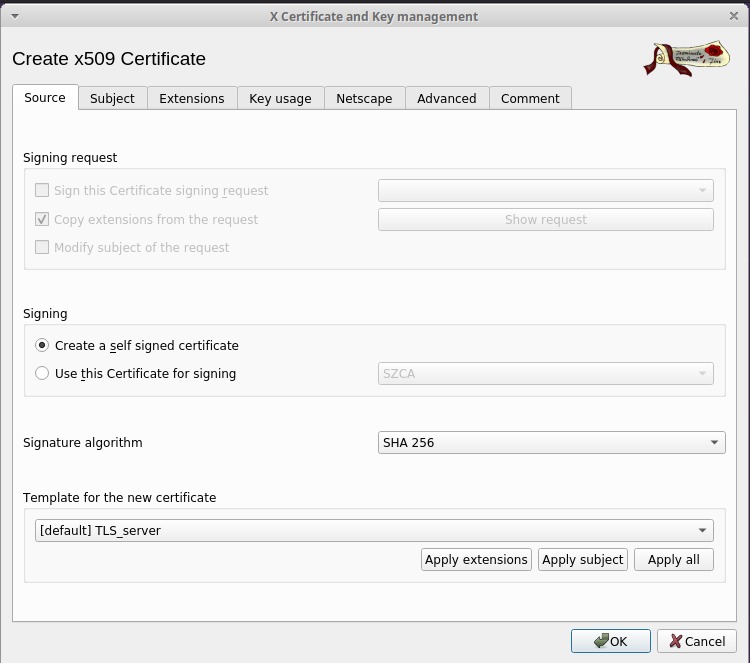 X Certificate and Key management
Create x509 Certificate
Source Subject Extensions Key usage Netscape Advanced Comment
Signing request
Sign this Certificate signing request
Copy extensions from the request Show request
Modify subject of the request
Signing
Create a self signed certificate
Use this Certificate for signing SZCA
Signature algorithm SHA 256
Template for the new certificate
[default] TLS_server
Apply extensions Apply subject Apply all
OK Cancel